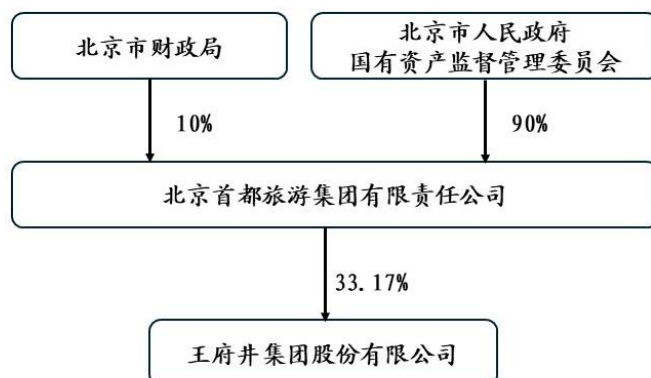 北京市财政局
北京市人民政府
国有资产监督管理委员会
10%
90%
北京首都旅游集团有限责任公司
33.17%
王府井集团股份有限公司